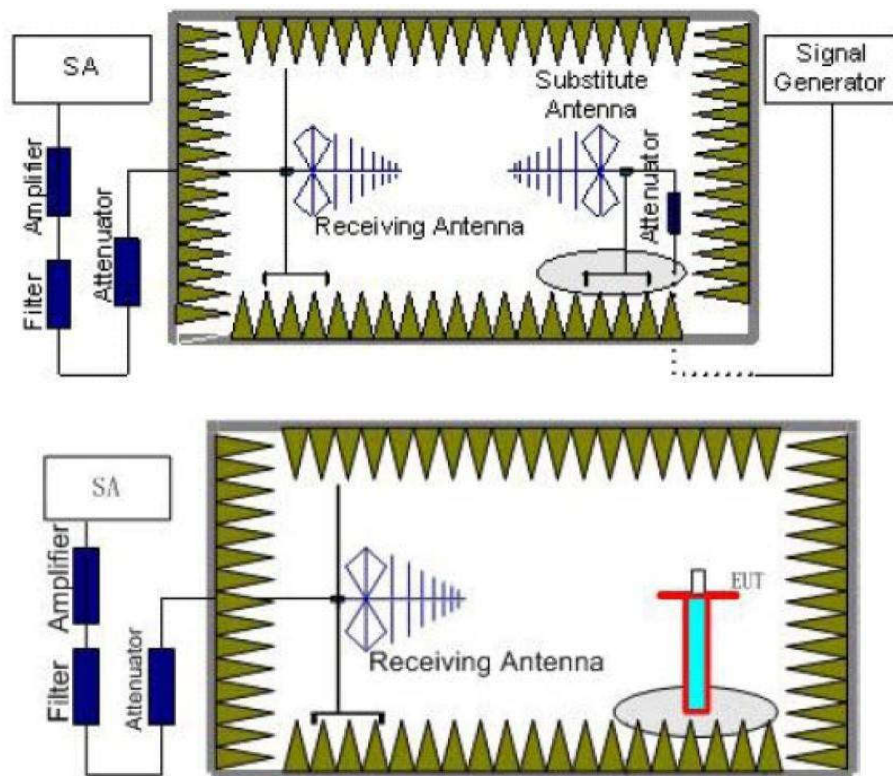 SA
Signal
Generator
Substitute
Antenna
Amplifier
Attenuator
Attenuator
Receiving Antenna
Filter
SA
Amplifier
EUT
Attenuator
Receiving Antenna
Filter